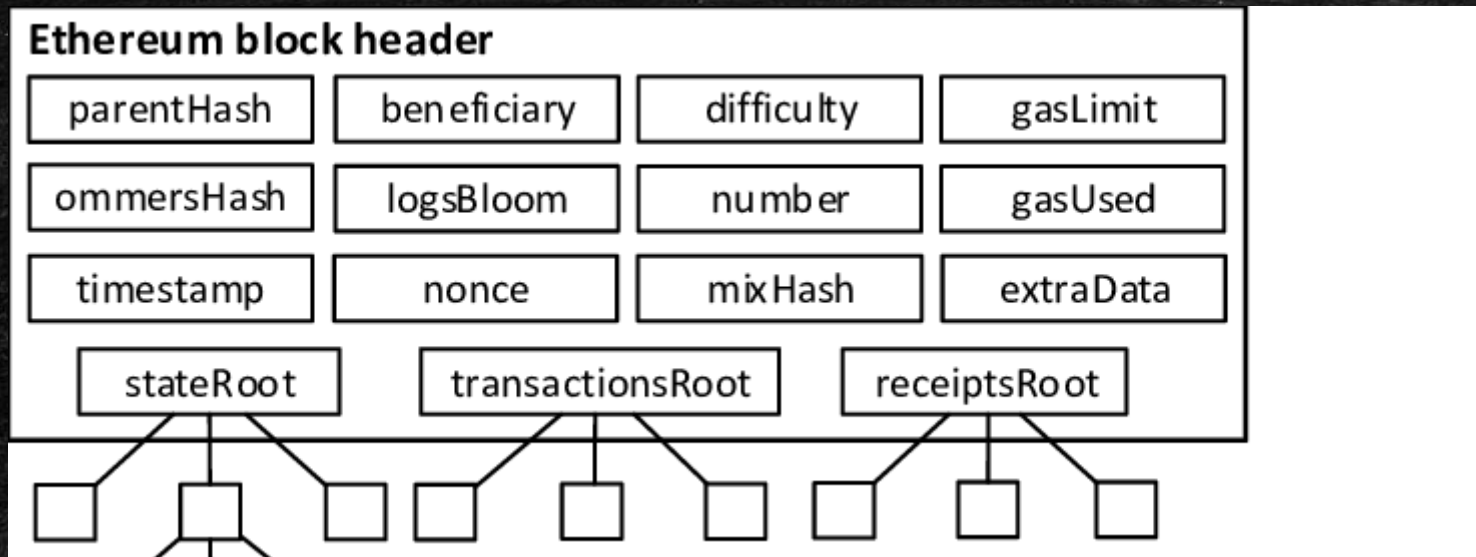 Ethereum block header
parentHash beneficiary difficulty gasLimit
ommersHash logsBloom number gasUsed
timestamp nonce mixHash extraData
stateRoot transactionsRoot receiptsRoot